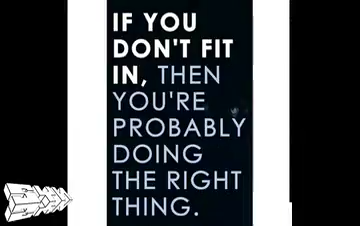 IF YOU
DON'T FIT
IN, THEN
YOU'RE
PROBABLY
DOING
THE RIGHT
THING.